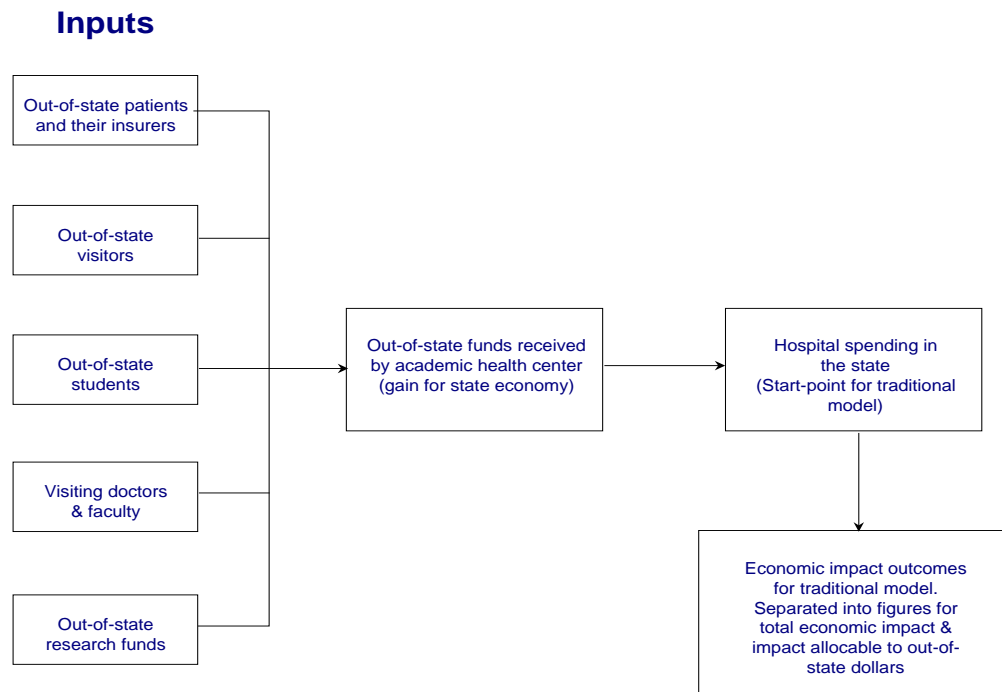 Inputs
Out-of-state patients
and their insurers
Out-of-state
visitors
Out-of-state
students
Visiting doctors
& faculty
Out-of-state
research funds
Out-of-state funds received
by academic health center
(gain for state economy)
Hospital spending in
the state
(Start-point for traditional
model)
Economic impact outcomes
for traditional model.
Separated into figures for
total economic impact &
impact allocable to out-of-
state dollars